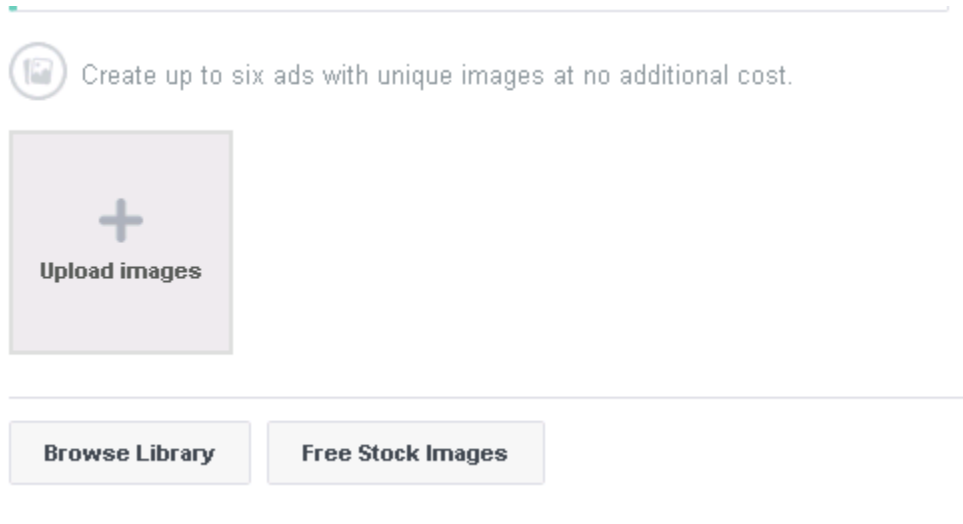 Create up to six ads with unique images at no additional cost.
Upload images
Browse Library
Free Stock Images